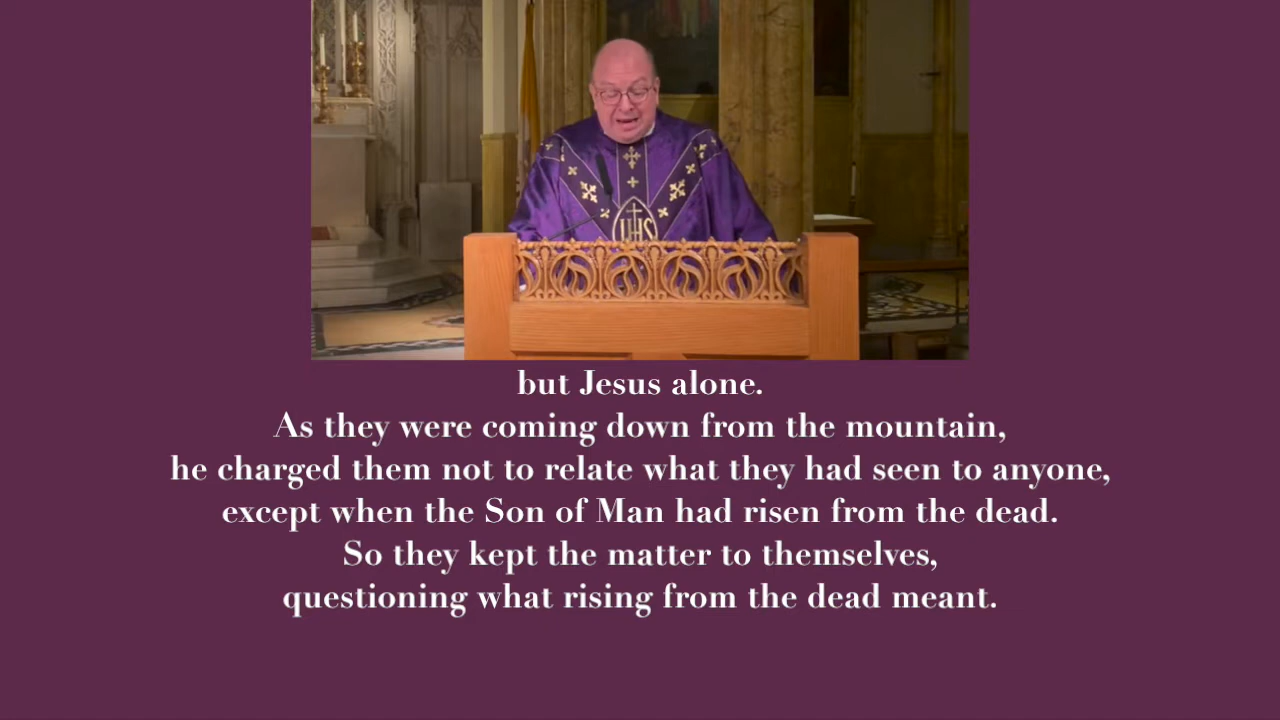 IHS
but Jesus alone.
As they were coming down from the mountain,
he charged them not to relate what they had seen to anyone,
except when the Son of Man had risen from the dead.
So they kept the matter to themselves,
questioning what rising from the dead meant.